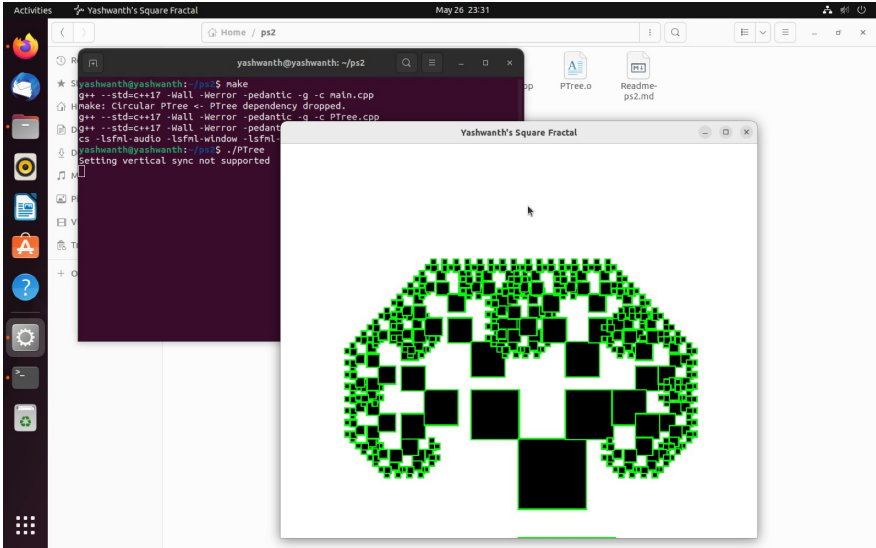 Activities
Yashwanth's Square Fractal
May 26 23:31
Home / ps2
yashwanth@yashwanth: ~/ps2
yashwanth@yashwanth:~/ps2$ make
g++ --std=c++17 -Wall -Werror -pedantic -g -c main.cpp
make: Circular PTree <- PTree dependency dropped.
g++ --std=c++17 -Wall -Werror -pedantic -g -c PTree.cpp
g++ --std=c++17 -Wall -Werror -pedant
cs -lsfml-audio -lsfml-window -lsfml-
yashwanth@yashwanth:~/ps2$ ./PTree
Setting vertical sync not supported
pp
PTree.o
Readme-
ps2.md
Yashwanth's Square Fractal